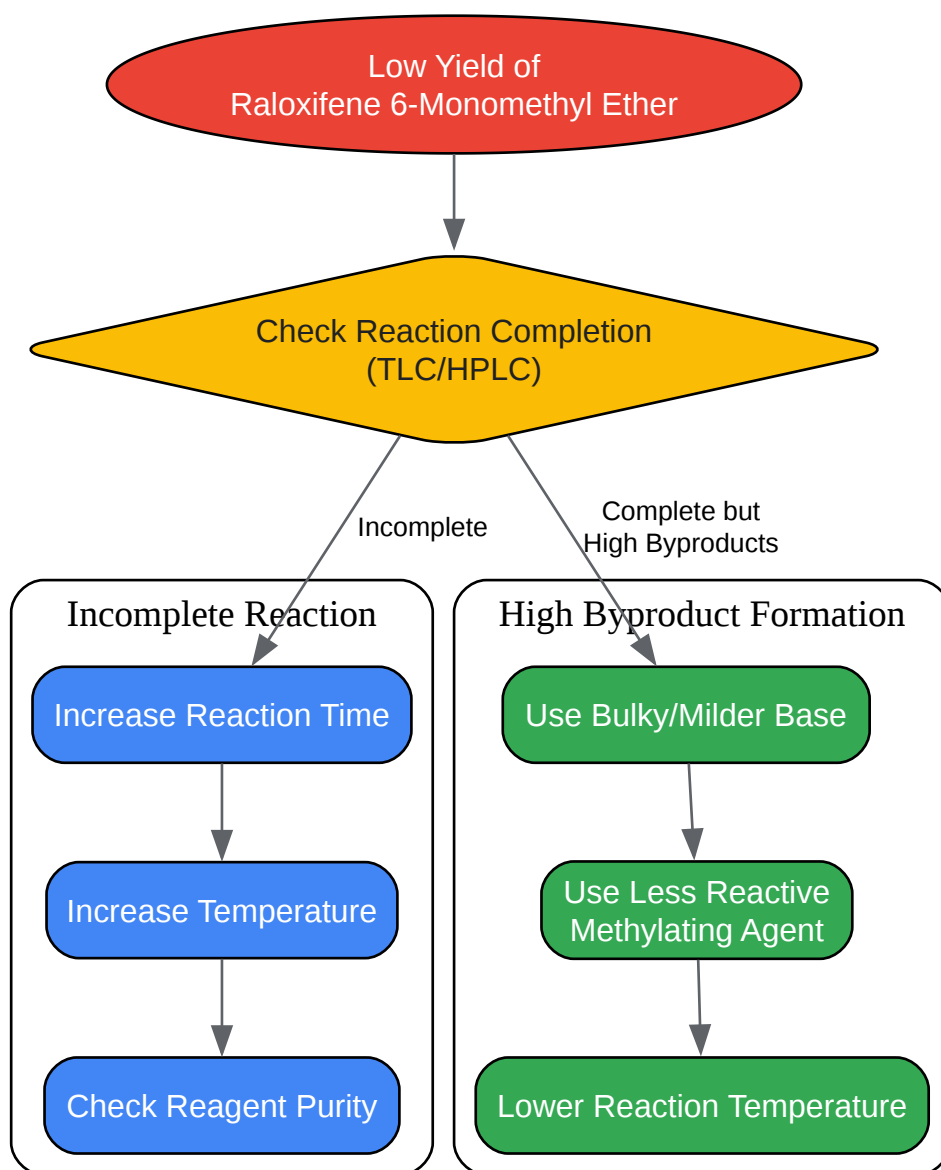 Low Yield of
Raloxifene 6-Monomethyl Ether
Check Reaction Completion
(TLC/HPLC)
Incomplete
Complete but
High Byproducts
Incomplete Reaction
Increase Reaction Time
Increase Temperature
Check Reagent Purity
High Byproduct Formation
Use Bulky/Milder Base
Use Less Reactive
Methylating Agent
Lower Reaction Temperature